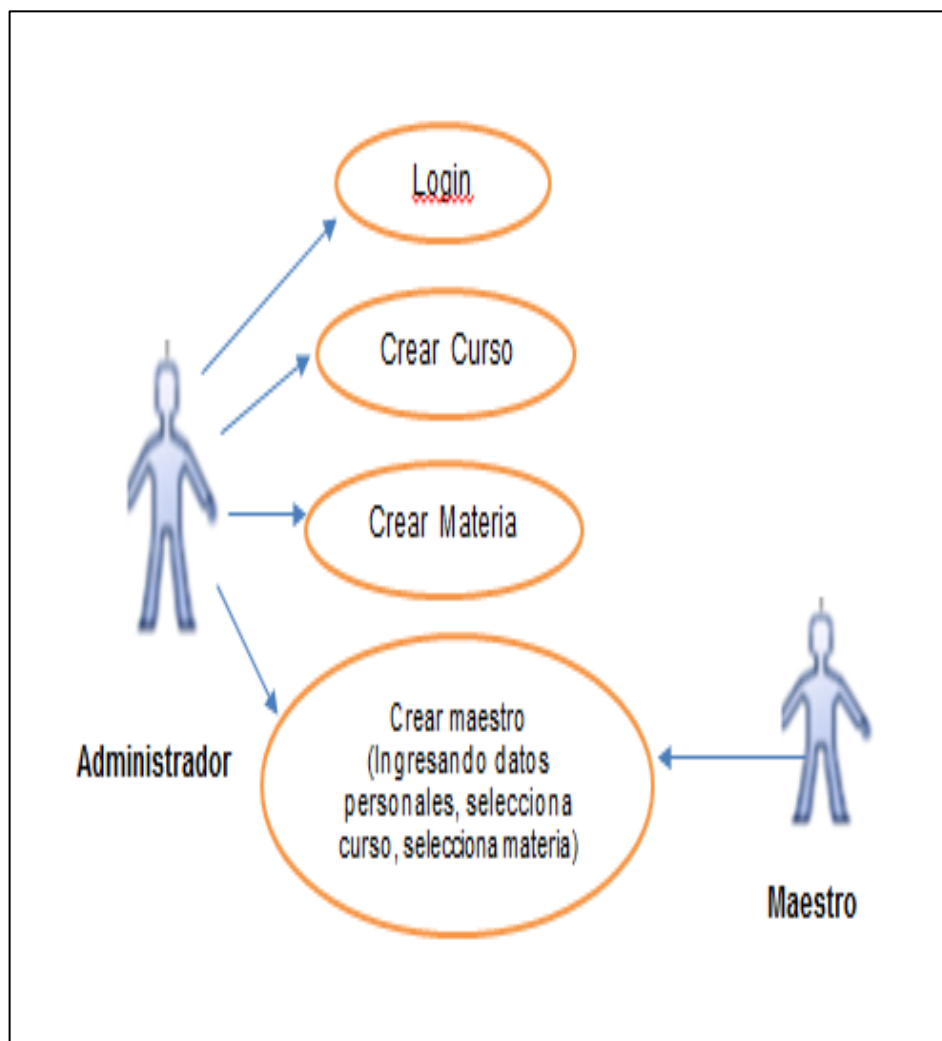 Login
Crear Curso
Crear Materia
Crear maestro
(Ingresando datos
personales, selecciona
curso, selecciona materia)
Administrador
Maestro